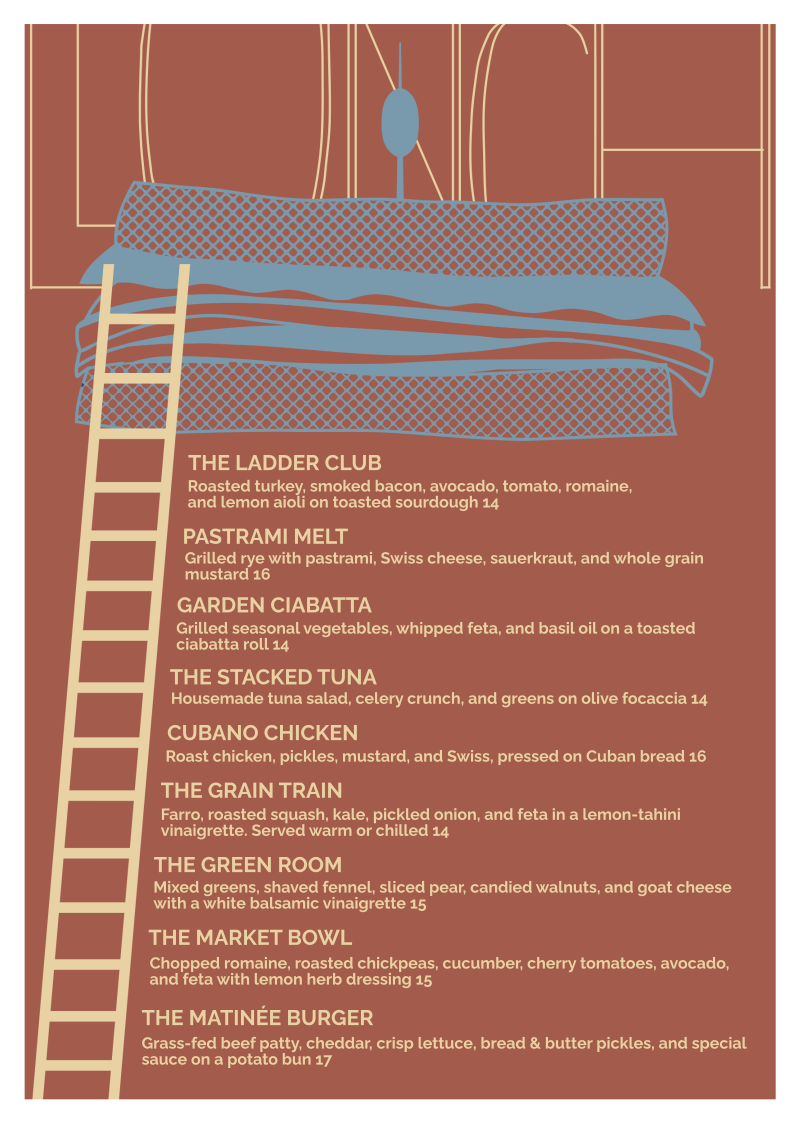 THE LADDER CLUB
Roasted turkey, smoked bacon, avocado, tomato, romaine,
and lemon aioli on toasted sourdough 14
PASTRAMI MELT
Grilled rye with pastrami, Swiss cheese, sauerkraut, and whole grain
mustard 16
GARDEN CIABATTA
Grilled seasonal vegetables, whipped feta, and basil oil on a toasted
ciabatta roll 14
THE STACKED TUNA
Housemade tuna salad, celery crunch, and greens on olive focaccia 14
CUBANO CHICKEN
Roast chicken, pickles, mustard, and Swiss, pressed on Cuban bread 16
THE GRAIN TRAIN
Farro, roasted squash, kale, pickled onion, and feta in a lemon-tahini
vinaigrette. Served warm or chilled 14
THE GREEN ROOM
Mixed greens, shaved fennel, sliced pear, candied walnuts, and goat cheese
with a white balsamic vinaigrette 15
THE MARKET BOWL
Chopped romaine, roasted chickpeas, cucumber, cherry tomatoes, avocado,
and feta with lemon herb dressing 15
THE MATINÉE BURGER
Grass-fed beef patty, cheddar, crisp lettuce, bread & butter pickles, and special
sauce on a potato bun 17